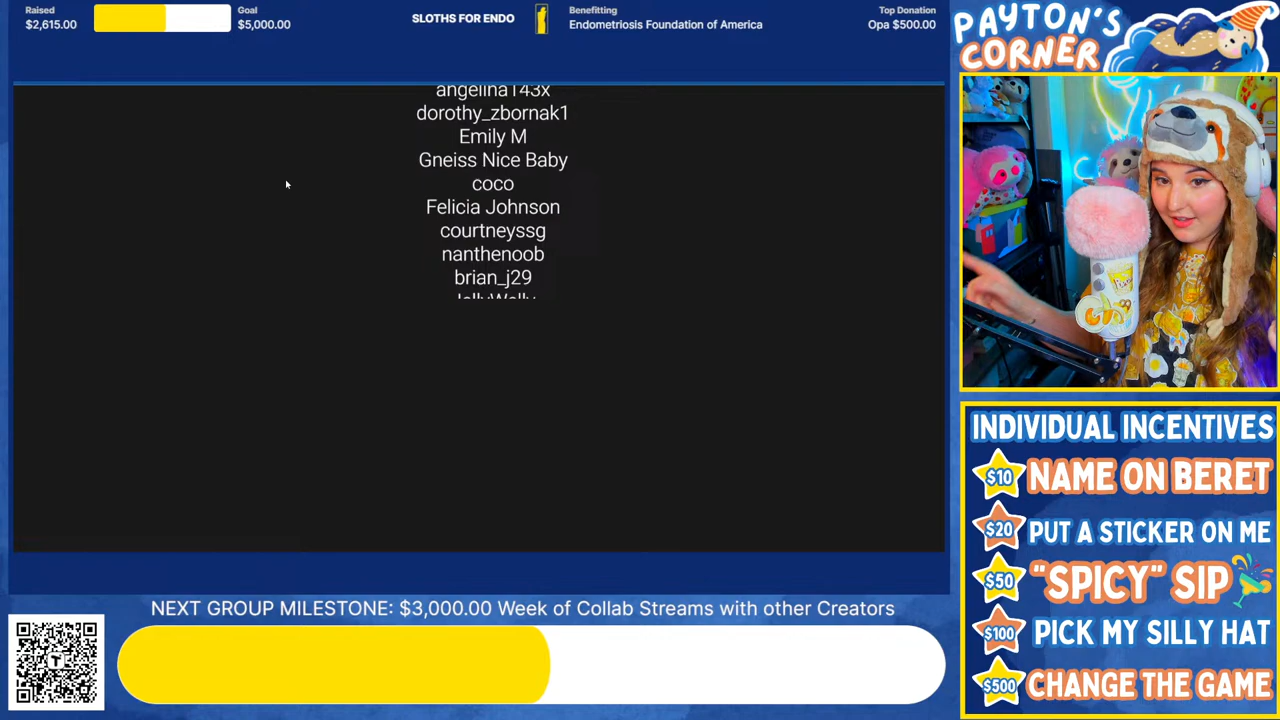 Raised
$2,615.00
Goal
$5,000.00
SLOTHS FOR ENDO
Benefitting
Endometriosis Foundation of America
Top Donation
Opa $500.00
PAYTON'S
CORNER
angelina143x
dorothy_zbornak1
Emily M
Gneiss Nice Baby
coco
Felicia Johnson
courtneyssg
nanthenoob
brian_j29
INDIVIDUAL INCENTIVES
$10 NAME ON BERET
$20 PUT A STICKER ON ME
$50 "SPICY" SIP
$100 PICK MY SILLY HAT
$500 CHANGE THE GAME
NEXT GROUP MILESTONE: $3,000.00 Week of Collab Streams with other Creators